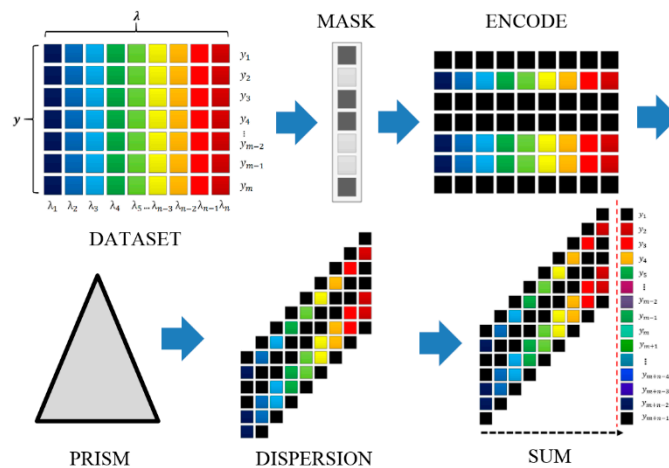 λ
MASK
ENCODE
y
y₁
y₂
y₃
y₄
⋮
yₘ₋₂
yₘ₋₁
yₘ
λ₁ λ₂ λ₃ λ₄ λ₅ ... λₙ₋₃ λₙ₋₂ λₙ₋₁ λₙ
DATASET
y₁
y₂
y₃
y₄
y₅
⋮
yₘ₋₂
yₘ₋₁
yₘ
yₘ₊₁
⋮
yₘ₊ₙ₋₄
yₘ₊ₙ₋₃
yₘ₊ₙ₋₂
yₘ₊ₙ₋₁
PRISM
DISPERSION
SUM